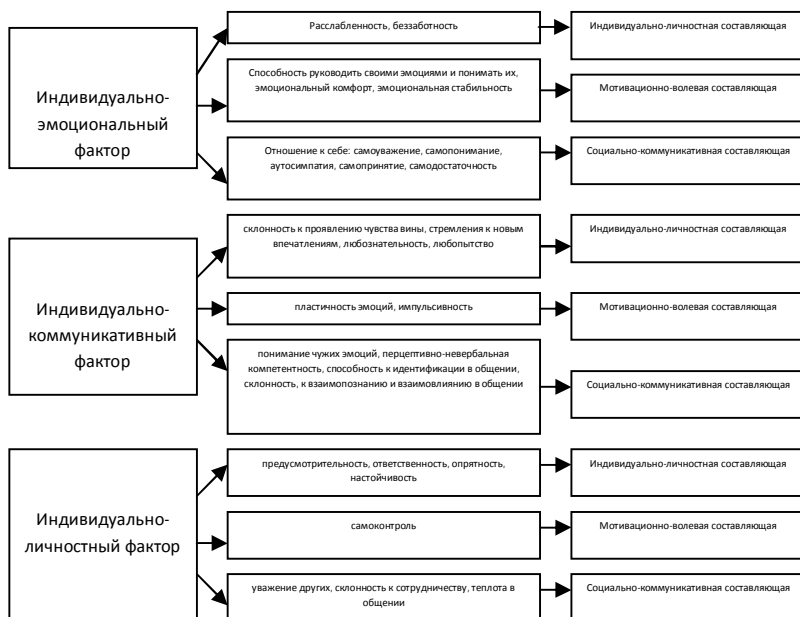 Индивидуально-
эмоциональный
фактор
Расслабленность, беззаботность
Индивидуально-личностная составляющая
Способность руководить своими эмоциями и понимать их,
эмоциональный комфорт, эмоциональная стабильность
Мотивационно-волевая составляющая
Отношение к себе: самоуважение, самопонимание,
аутосимпатия, самопринятие, самодостаточность
Социально-коммуникативная составляющая
Индивидуально-
коммуникативный
фактор
склонность к проявлению чувства вины, стремления к новым
впечатлениям, любознательность, любопытство
Индивидуально-личностная составляющая
пластичность эмоций, импульсивность
Мотивационно-волевая составляющая
понимание чужих эмоций, перцептивно-невербальная
компетентность, способность к идентификации в общении,
склонность, к взаимопознанию и взаимовлиянию в общении
Социально-коммуникативная составляющая
Индивидуально-
личностный фактор
предусмотрительность, ответственность, опрятность,
настойчивость
Индивидуально-личностная составляющая
самоконтроль
Мотивационно-волевая составляющая
уважение других, склонность к сотрудничеству, теплота в
общении
Социально-коммуникативная составляющая